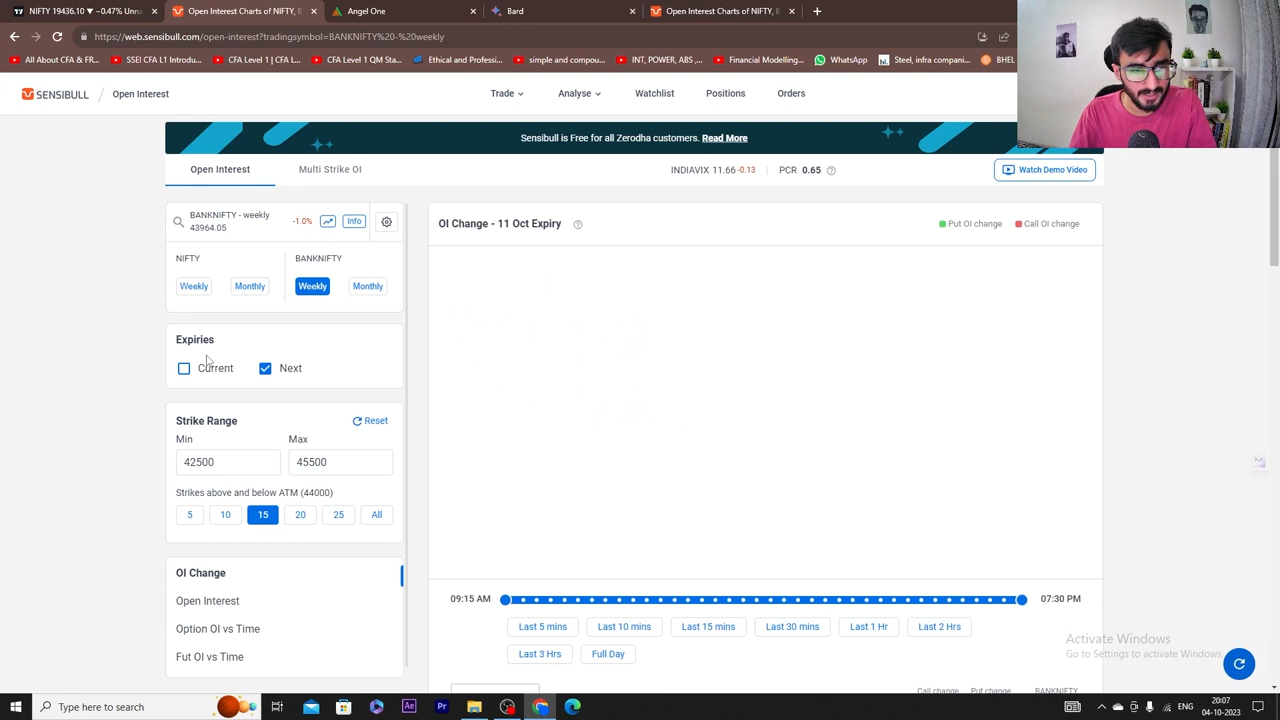 NIFTY 19436.10 ▼ −0.47% Unna
Open Interest charts of NIFTY, B
Angel One
Bard
Open Interest Charts of NIFTY, B
https://web.sensibull.com/open-interest?tradingsymbol=BANKNIFTY%20-%20weekly
All About CFA & FR...
SSEI CFA L1 Introdu...
CFA Level 1 | CFA L...
CFA Level 1 QM Sta...
Ethical and Professi...
simple and compou...
INT, POWER, ABS ,...
Financial Modelling...
WhatsApp
Steel, infra compani...
BHEL
SENSIBULL / Open Interest
Trade
Analyse
Watchlist
Positions
Orders
Sensibull is Free for all Zerodha customers. Read More
Open Interest
Multi Strike OI
INDIAVIX 11.66 -0.13
PCR 0.65
Watch Demo Video
BANKNIFTY - weekly
43964.05
-1.0%
Info
OI Change - 11 Oct Expiry
Put OI change
Call OI change
NIFTY
BANKNIFTY
Weekly
Monthly
Weekly
Monthly
Expiries
Current
Next
Strike Range
Reset
Min
Max
42500
45500
Strikes above and below ATM (44000)
5
10
15
20
25
All
OI Change
Open Interest
Option OI vs Time
Fut OI vs Time
09:15 AM
07:30 PM
Last 5 mins
Last 10 mins
Last 15 mins
Last 30 mins
Last 1 Hr
Last 2 Hrs
Last 3 Hrs
Full Day
Call change
Put change
BANKNIFTY
Activate Windows
Go to Settings to activate Windows.
Type here to search
Ae
Pr
ENG
20:07
04-10-2023